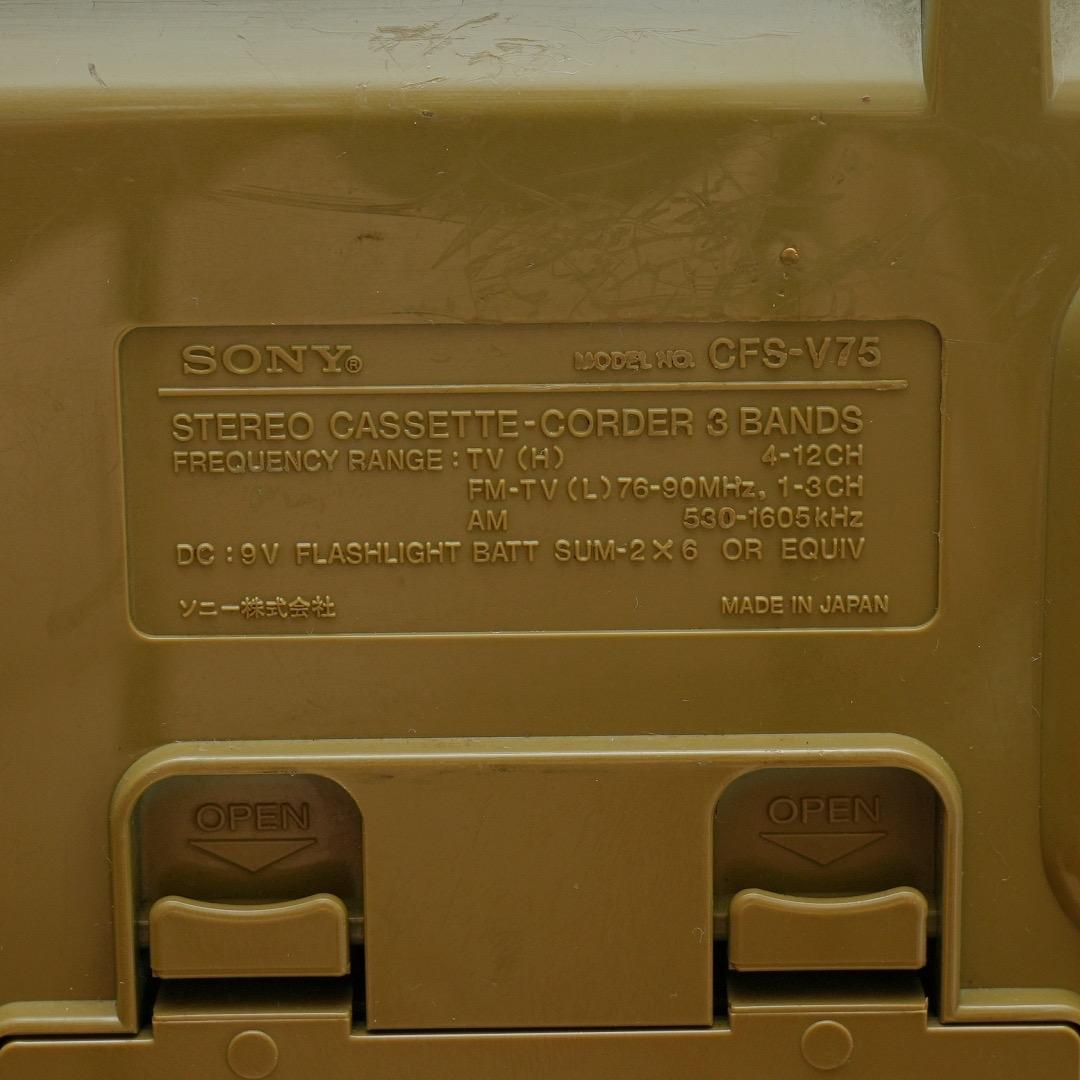 SONY® MODEL NO. CFS-V75
STEREO CASSETTE-CORDER 3 BANDS
FREQUENCY RANGE : TV (H) 4-12CH
FM-TV (L) 76-90MHz, 1-3CH
AM 530-1605kHz
DC : 9V FLASHLIGHT BATT SUM-2×6 OR EQUIV
ソニー株式会社 MADE IN JAPAN
OPEN OPEN